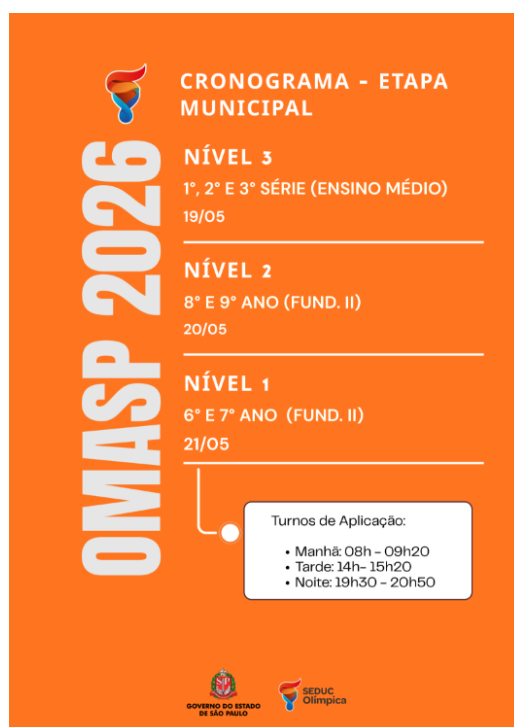 CRONOGRAMA - ETAPA
MUNICIPAL
OMASP 2026
NÍVEL 3
1°, 2° E 3° SÉRIE (ENSINO MÉDIO)
19/05
NÍVEL 2
8° E 9° ANO (FUND. II)
20/05
NÍVEL 1
6° E 7° ANO (FUND. II)
21/05
Turnos de Aplicação:
• Manhã: 08h - 09h20
• Tarde: 14h- 15h20
• Noite: 19h30 - 20h50
GOVERNO DO ESTADO
DE SÃO PAULO
SEDUC
Olímpica